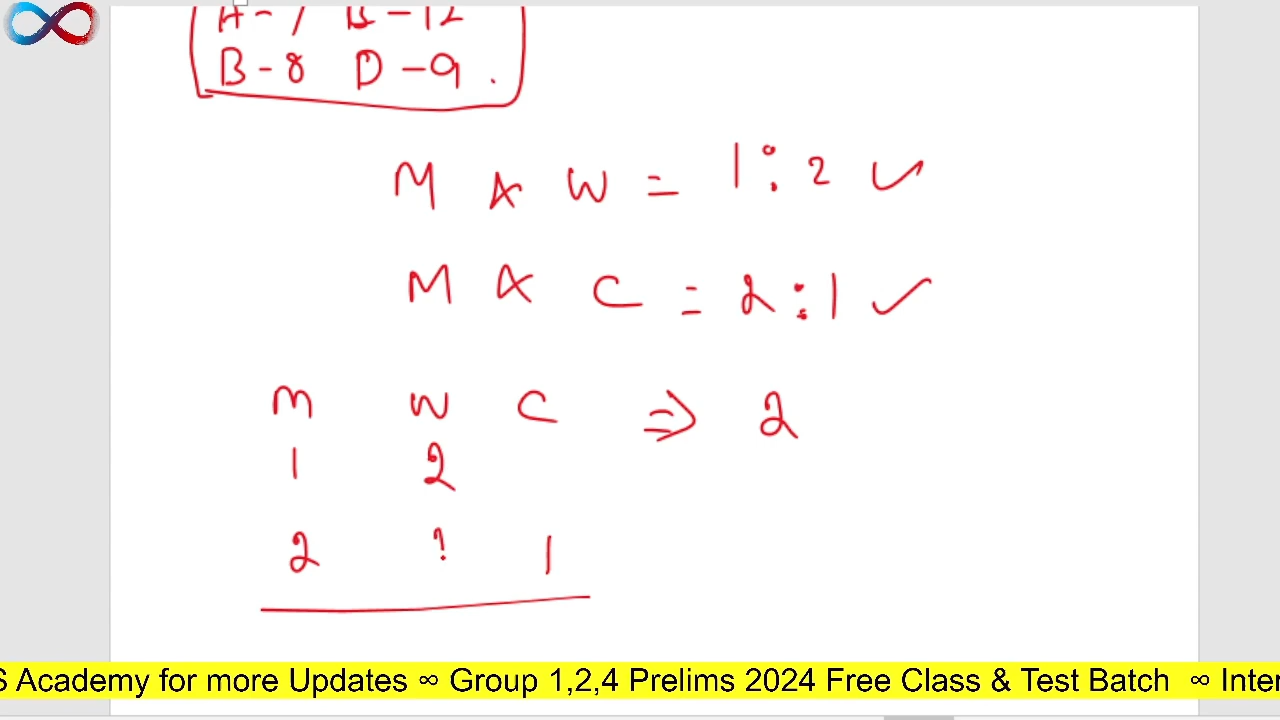 B - 8 D - 9 .
M & W = 1 : 2 ✓
M & C = 2 : 1 ✓
M W C ⇒ 2
1 2
2 ? 1
S Academy for more Updates ∞ Group 1,2,4 Prelims 2024 Free Class & Test Batch ∞ Inter